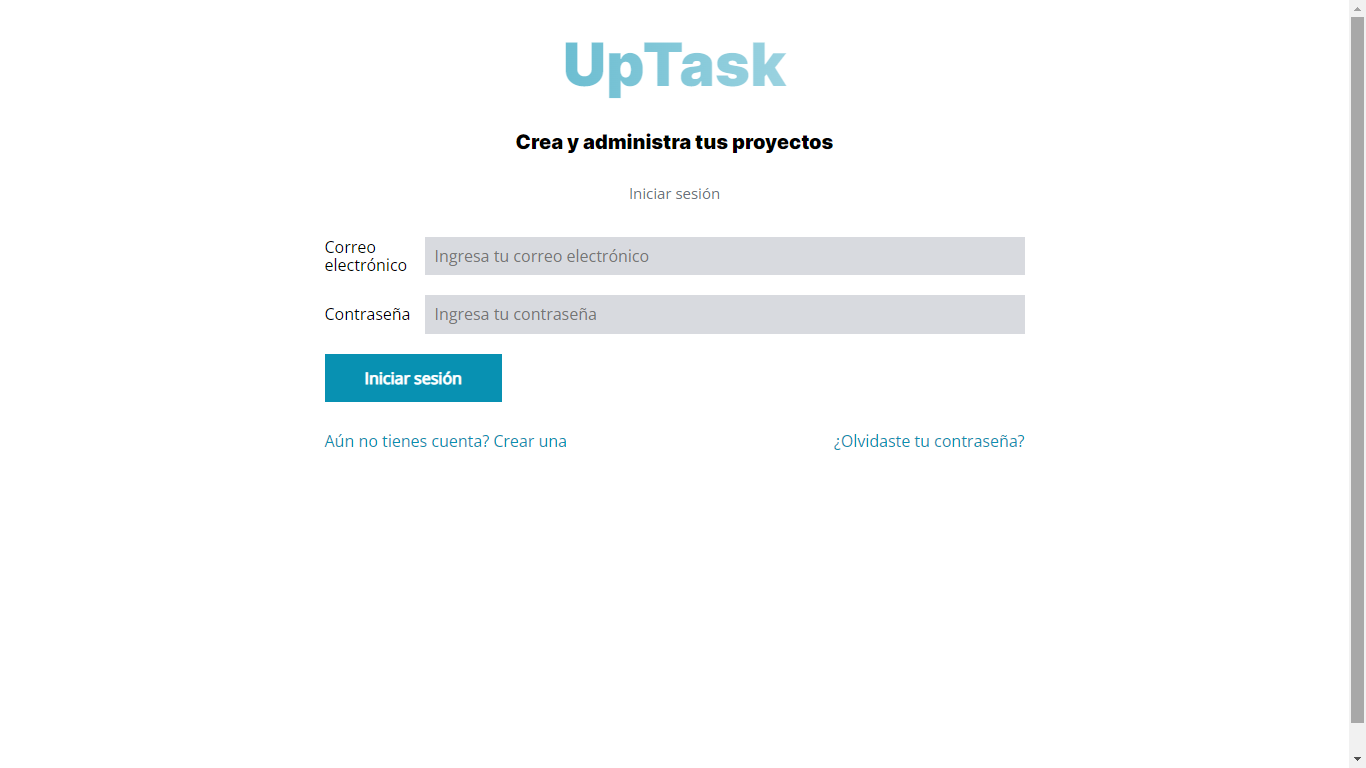 UpTask
Crea y administra tus proyectos
Iniciar sesión
Correo
electrónico
Ingresa tu correo electrónico
Contraseña
Ingresa tu contraseña
Iniciar sesión
Aún no tienes cuenta? Crear una
¿Olvidaste tu contraseña?